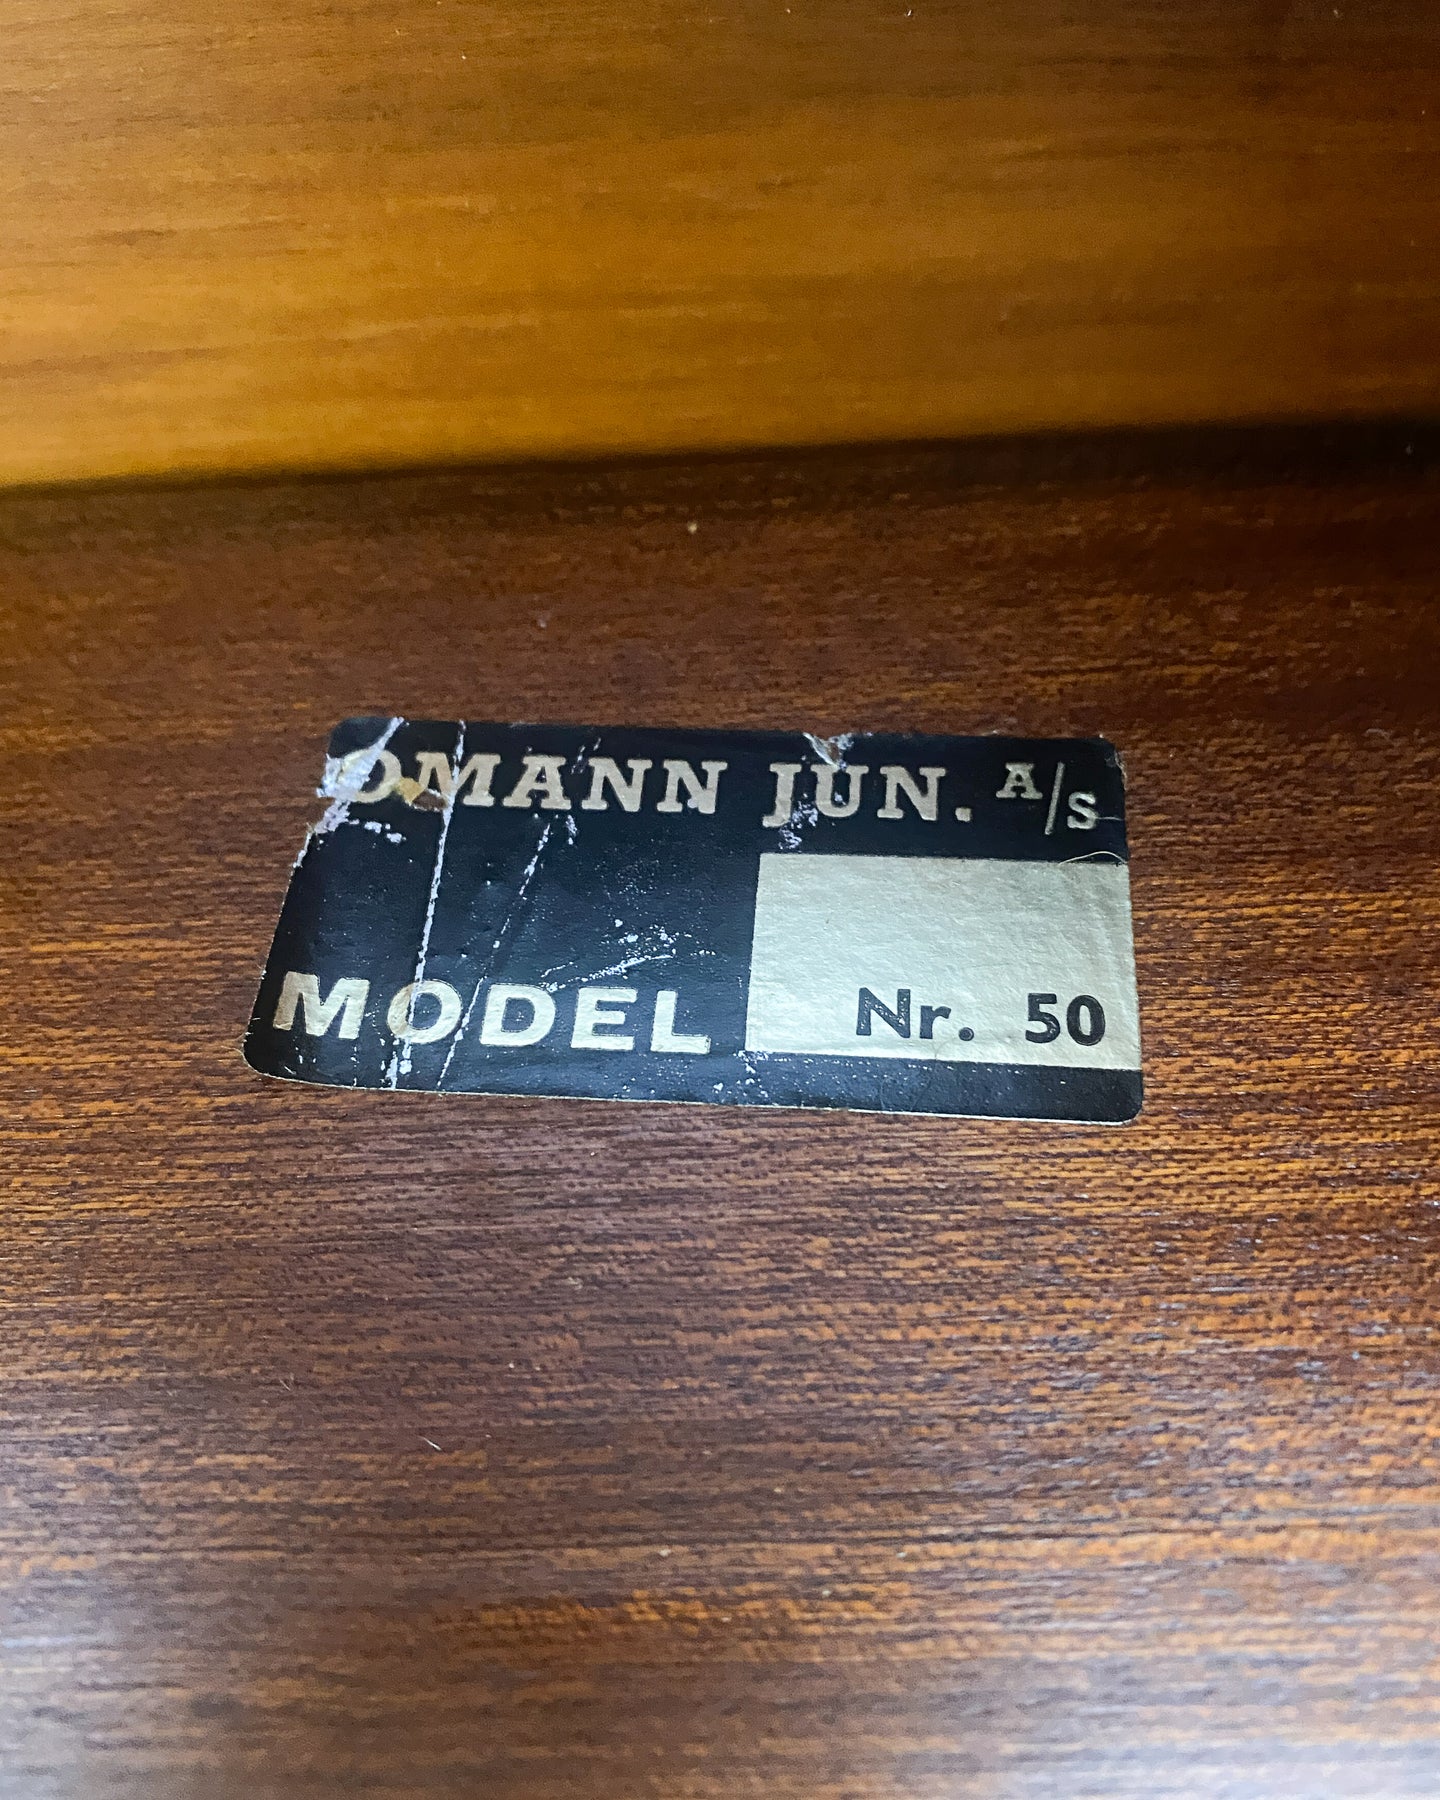 OMANN JUN. A/S
MODEL
Nr. 50